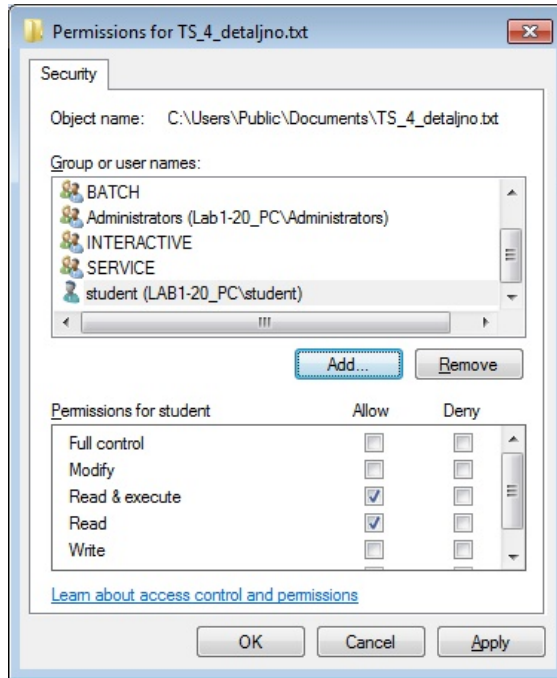 Permissions for TS_4_detaljno.txt
Security
Object name: C:\Users\Public\Documents\TS_4_detaljno.txt
Group or user names:
BATCH
Administrators (Lab1-20_PC\Administrators)
INTERACTIVE
SERVICE
student (LAB1-20_PC\student)
Add... Remove
Permissions for student Allow Deny
Full control
Modify
Read & execute
Read
Write
Learn about access control and permissions
OK Cancel Apply